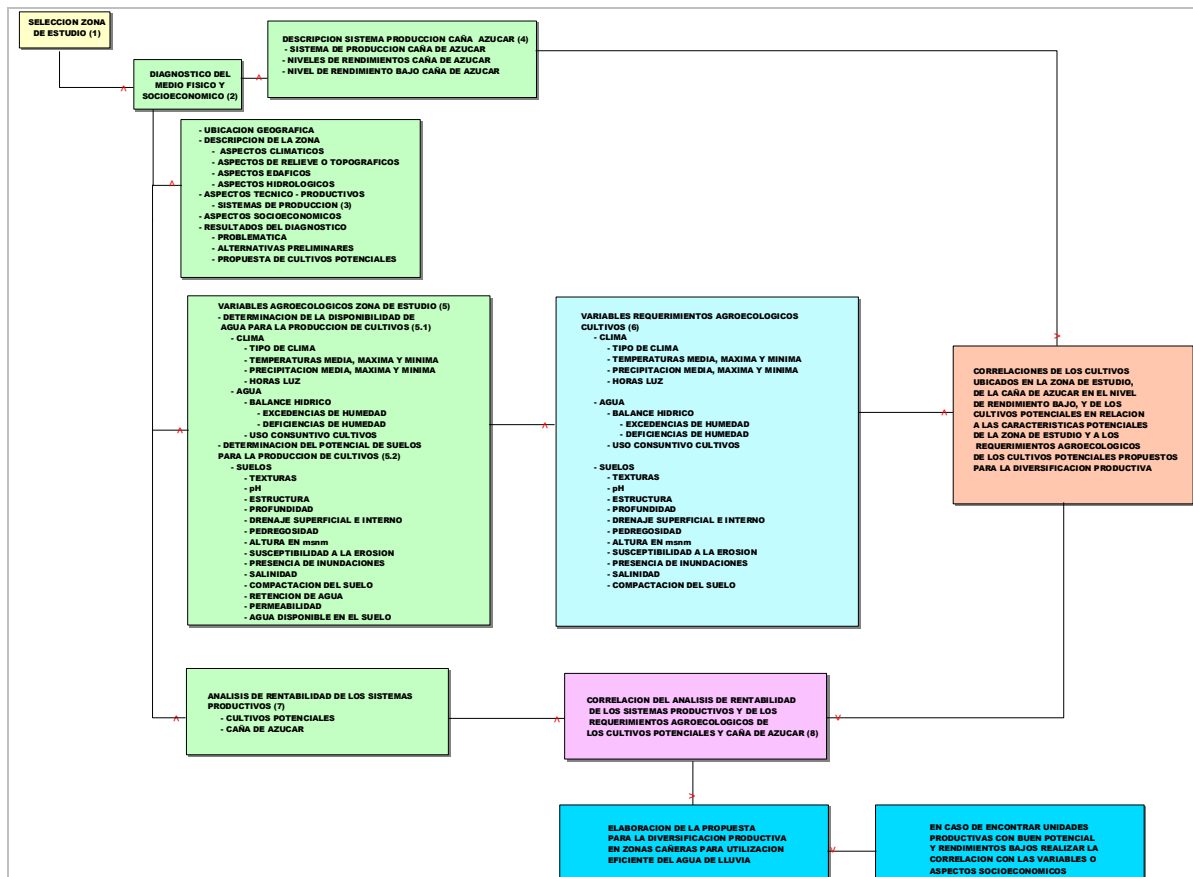 SELECCION ZONA
DE ESTUDIO (1)
DESCRIPCION SISTEMA PRODUCCION CAÑA AZUCAR (4)
- SISTEMA DE PRODUCCION CAÑA DE AZUCAR
- NIVELES DE RENDIMIENTOS CAÑA DE AZUCAR
- NIVEL DE RENDIMIENTO BAJO CAÑA DE AZUCAR
DIAGNOSTICO DEL
MEDIO FISICO Y
SOCIOECONOMICO (2)
- UBICACION GEOGRAFICA
- DESCRIPCION DE LA ZONA
- ASPECTOS CLIMATICOS
- ASPECTOS DE RELIEVE O TOPOGRAFICOS
- ASPECTOS EDAFICOS
- ASPECTOS HIDROLOGICOS
- ASPECTOS TECNICO - PRODUCTIVOS
- SISTEMAS DE PRODUCCION (3)
- ASPECTOS SOCIOECONOMICOS
- RESULTADOS DEL DIAGNOSTICO
- PROBLEMATICA
- ALTERNATIVAS PRELIMINARES
- PROPUESTA DE CULTIVOS POTENCIALES
VARIABLES AGROECOLOGICOS ZONA DE ESTUDIO (5)
- DETERMINACION DE LA DISPONIBILIDAD DE
AGUA PARA LA PRODUCCION DE CULTIVOS (5.1)
- CLIMA
- TIPO DE CLIMA
- TEMPERATURAS MEDIA, MAXIMA Y MINIMA
- PRECIPITACION MEDIA, MAXIMA Y MINIMA
- HORAS LUZ
- AGUA
- BALANCE HIDRICO
- EXCEDENCIAS DE HUMEDAD
- DEFICIENCIAS DE HUMEDAD
- USO CONSUNTIVO CULTIVOS
- DETERMINACION DEL POTENCIAL DE SUELOS
PARA LA PRODUCCION DE CULTIVOS (5.2)
- SUELOS
- TEXTURAS
- pH
- ESTRUCTURA
- PROFUNDIDAD
- DRENAJE SUPERFICIAL E INTERNO
- PEDREGOSIDAD
- ALTURA EN msnm
- SUSCEPTIBILIDAD A LA EROSION
- PRESENCIA DE INUNDACIONES
- SALINIDAD
- COMPACTACION DEL SUELO
- RETENCION DE AGUA
- PERMEABILIDAD
- AGUA DISPONIBLE EN EL SUELO
VARIABLES REQUERIMIENTOS AGROECOLOGICOS
CULTIVOS (6)
- CLIMA
- TIPO DE CLIMA
- TEMPERATURAS MEDIA, MAXIMA Y MINIMA
- PRECIPITACION MEDIA, MAXIMA Y MINIMA
- HORAS LUZ
- AGUA
- BALANCE HIDRICO
- EXCEDENCIAS DE HUMEDAD
- DEFICIENCIAS DE HUMEDAD
- USO CONSUNTIVO CULTIVOS
- SUELOS
- TEXTURAS
- pH
- ESTRUCTURA
- PROFUNDIDAD
- DRENAJE SUPERFICIAL E INTERNO
- PEDREGOSIDAD
- ALTURA EN msnm
- SUSCEPTIBILIDAD A LA EROSION
- PRESENCIA DE INUNDACIONES
- SALINIDAD
- COMPACTACION DEL SUELO
CORRELACIONES DE LOS CULTIVOS
UBICADOS EN LA ZONA DE ESTUDIO,
DE LA CAÑA DE AZUCAR EN EL NIVEL
DE RENDIMIENTO BAJO, Y DE LOS
CULTIVOS POTENCIALES EN RELACION
A LAS CARACTERISTICAS POTENCIALES
DE LA ZONA DE ESTUDIO Y A LOS
REQUERIMIENTOS AGROECOLOGICOS
DE LOS CULTIVOS POTENCIALES PROPUESTOS
PARA LA DIVERSIFICACION PRODUCTIVA
ANALISIS DE RENTABILIDAD DE LOS SISTEMAS
PRODUCTIVOS (7)
- CULTIVOS POTENCIALES
- CAÑA DE AZUCAR
CORRELACION DEL ANALISIS DE RENTABILIDAD
DE LOS SISTEMAS PRODUCTIVOS Y DE LOS
REQUERIMIENTOS AGROECOLOGICOS DE
LOS CULTIVOS POTENCIALES Y CAÑA DE AZUCAR (8)
ELABORACION DE LA PROPUESTA
PARA LA DIVERSIFICACION PRODUCTIVA
EN ZONAS CAÑERAS PARA UTILIZACION
EFICIENTE DEL AGUA DE LLUVIA
EN CASO DE ENCONTRAR UNIDADES
PRODUCTIVAS CON BUEN POTENCIAL
Y RENDIMIENTOS BAJOS REALIZAR LA
CORRELACION CON LAS VARIABLES O
ASPECTOS SOCIOECONOMICOS